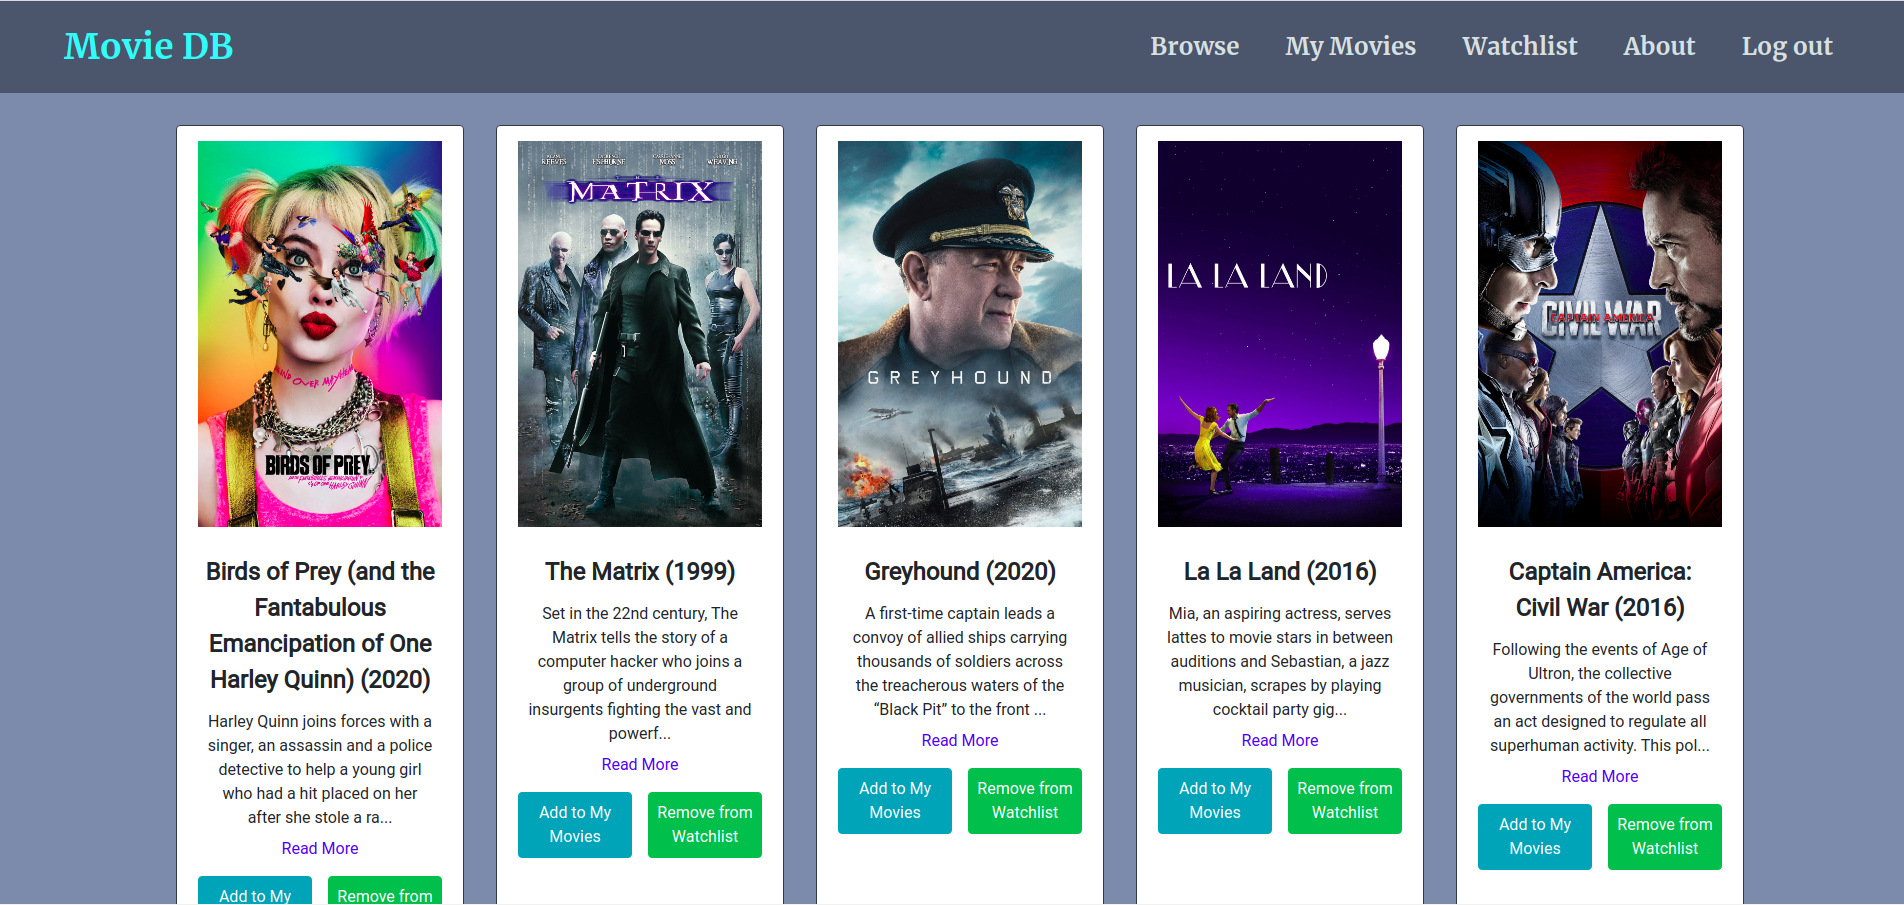 Movie DB
Browse
My Movies
Watchlist
About
Log out
MIND OVER MAYHEM
BIRDS OF PREY
Birds of Prey (and the
Fantabulous
Emancipation of One
Harley Quinn) (2020)
Harley Quinn joins forces with a
singer, an assassin and a police
detective to help a young girl
who had a hit placed on her
after she stole a ra...
Read More
Add to My
Remove from
REEVES
FISHBURNE
MOSS
WEAVING
MATRIX
The Matrix (1999)
Set in the 22nd century, The
Matrix tells the story of a
computer hacker who joins a
group of underground
insurgents fighting the vast and
powerf...
Read More
Add to My
Movies
Remove from
Watchlist
GREYHOUND
Greyhound (2020)
A first-time captain leads a
convoy of allied ships carrying
thousands of soldiers across
the treacherous waters of the
“Black Pit” to the front ...
Read More
Add to My
Movies
Remove from
Watchlist
LA LA LAND
La La Land (2016)
Mia, an aspiring actress, serves
lattes to movie stars in between
auditions and Sebastian, a jazz
musician, scrapes by playing
cocktail party gig...
Read More
Add to My
Movies
Remove from
Watchlist
CAPTAIN AMERICA
CIVIL WAR
Captain America:
Civil War (2016)
Following the events of Age of
Ultron, the collective
governments of the world pass
an act designed to regulate all
superhuman activity. This pol...
Read More
Add to My
Movies
Remove from
Watchlist